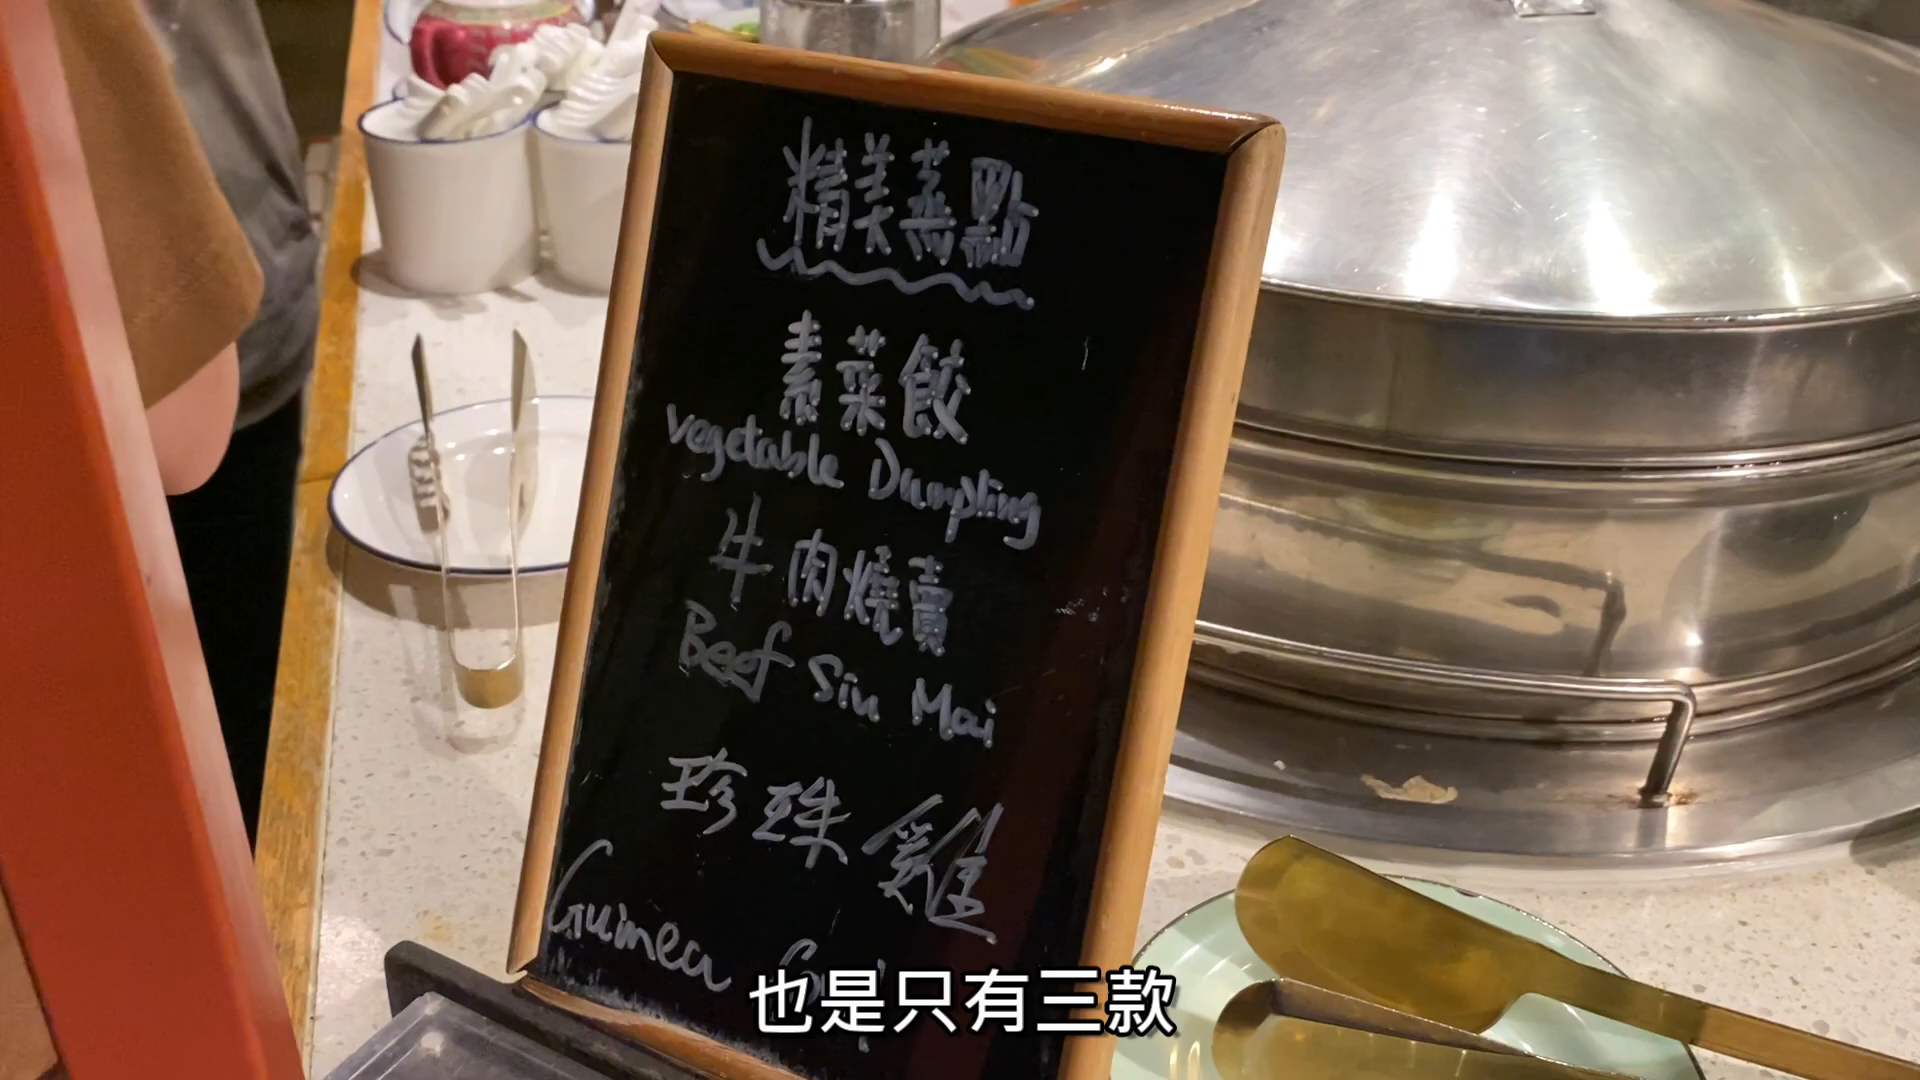 精美蒸點
素菜餃
vegetable Dumpling
牛肉燒賣
Beef Siu Mai
珍珠雞
Guinea
也是只有三款